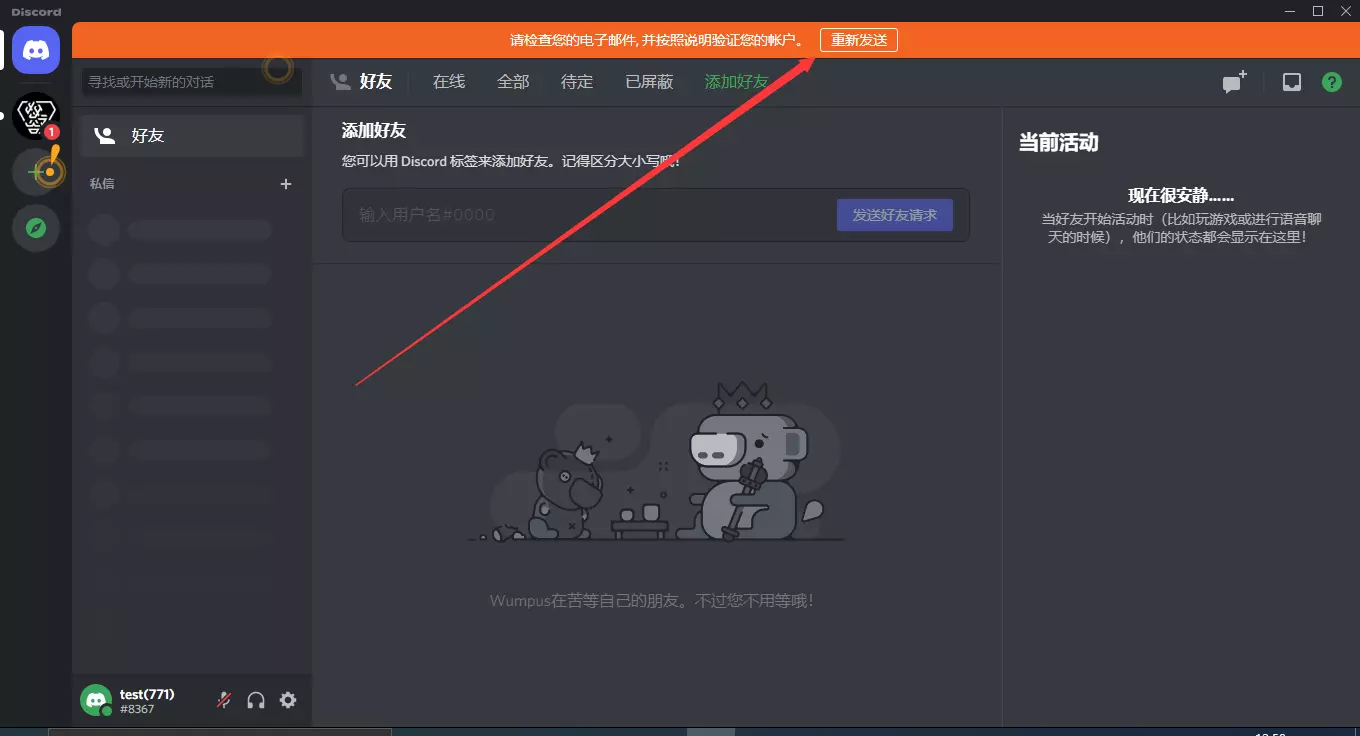 Discord
请检查您的电子邮件, 并按照说明验证您的帐户。 重新发送
寻找或开始新的对话
好友 在线 全部 待定 已屏蔽 添加好友
?
1
好友
私信
添加好友
您可以用 Discord 标签来添加好友。记得区分大小写哦!
输入用户名#0000
发送好友请求
当前活动
现在很安静……
当好友开始活动时（比如玩游戏或进行语音聊
天的时候），他们的状态都会显示在这里!
Wumpus在苦等自己的朋友。不过您不用等哦!
test(771)
#8367